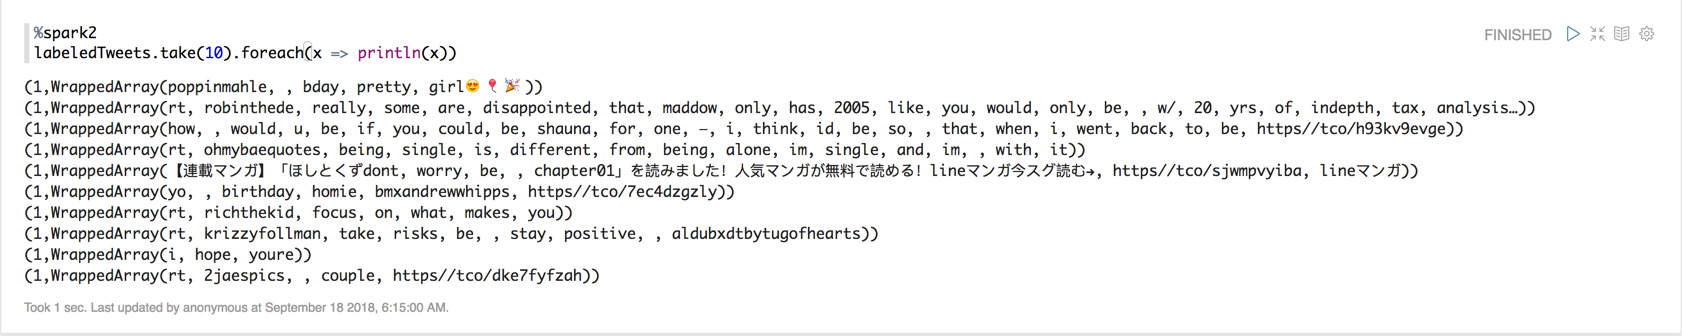 %spark2
FINISHED
labeledTweets.take(10).foreach(x => println(x))
(1,WrappedArray(poppinmahle, , bday, pretty, girl😍🎈🎉))
(1,WrappedArray(rt, robinthede, really, some, are, disappointed, that, maddow, only, has, 2005, like, you, would, only, be, , w/, 20, yrs, of, indepth, tax, analysis…))
(1,WrappedArray(how, , would, u, be, if, you, could, be, shauna, for, one, —, i, think, id, be, so, , that, when, i, went, back, to, be, https//tco/h93kv9evge))
(1,WrappedArray(rt, ohmybaequotes, being, single, is, different, from, being, alone, im, single, and, im, , with, it))
(1,WrappedArray(【連載マンガ】「ほしとくずdont, worry, be, , chapter01」を読みました！人気マンガが無料で読める！lineマンガ今スグ読む→, https//tco/sjwmpvyiba, lineマンガ))
(1,WrappedArray(yo, , birthday, homie, bmxandrewwhipps, https//tco/7ec4dzgzly))
(1,WrappedArray(rt, richthekid, focus, on, what, makes, you))
(1,WrappedArray(rt, krizzyfollman, take, risks, be, , stay, positive, , aldubxdtbytugofhearts))
(1,WrappedArray(i, hope, youre))
(1,WrappedArray(rt, 2jaespics, , couple, https//tco/dke7fyfzah))
Took 1 sec. Last updated by anonymous at September 18 2018, 6:15:00 AM.